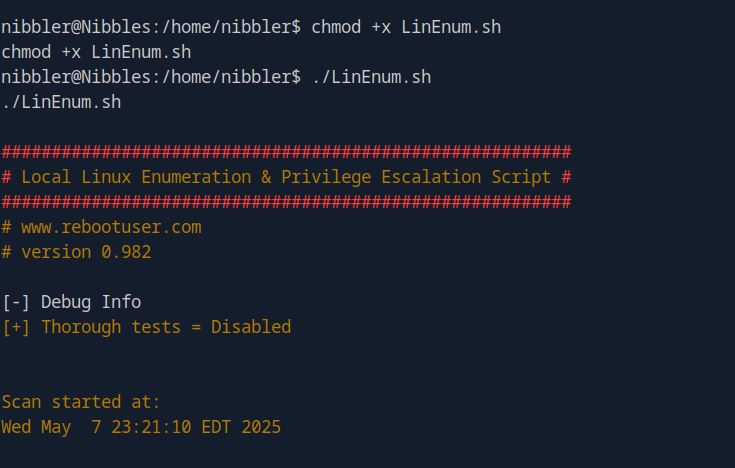 nibbler@Nibbles:/home/nibbler$ chmod +x LinEnum.sh
chmod +x LinEnum.sh
nibbler@Nibbles:/home/nibbler$ ./LinEnum.sh
./LinEnum.sh
#########################################################
# Local Linux Enumeration & Privilege Escalation Script #
#########################################################
# www.rebootuser.com
# version 0.982
[-] Debug Info
[+] Thorough tests = Disabled
Scan started at:
Wed May  7 23:21:10 EDT 2025